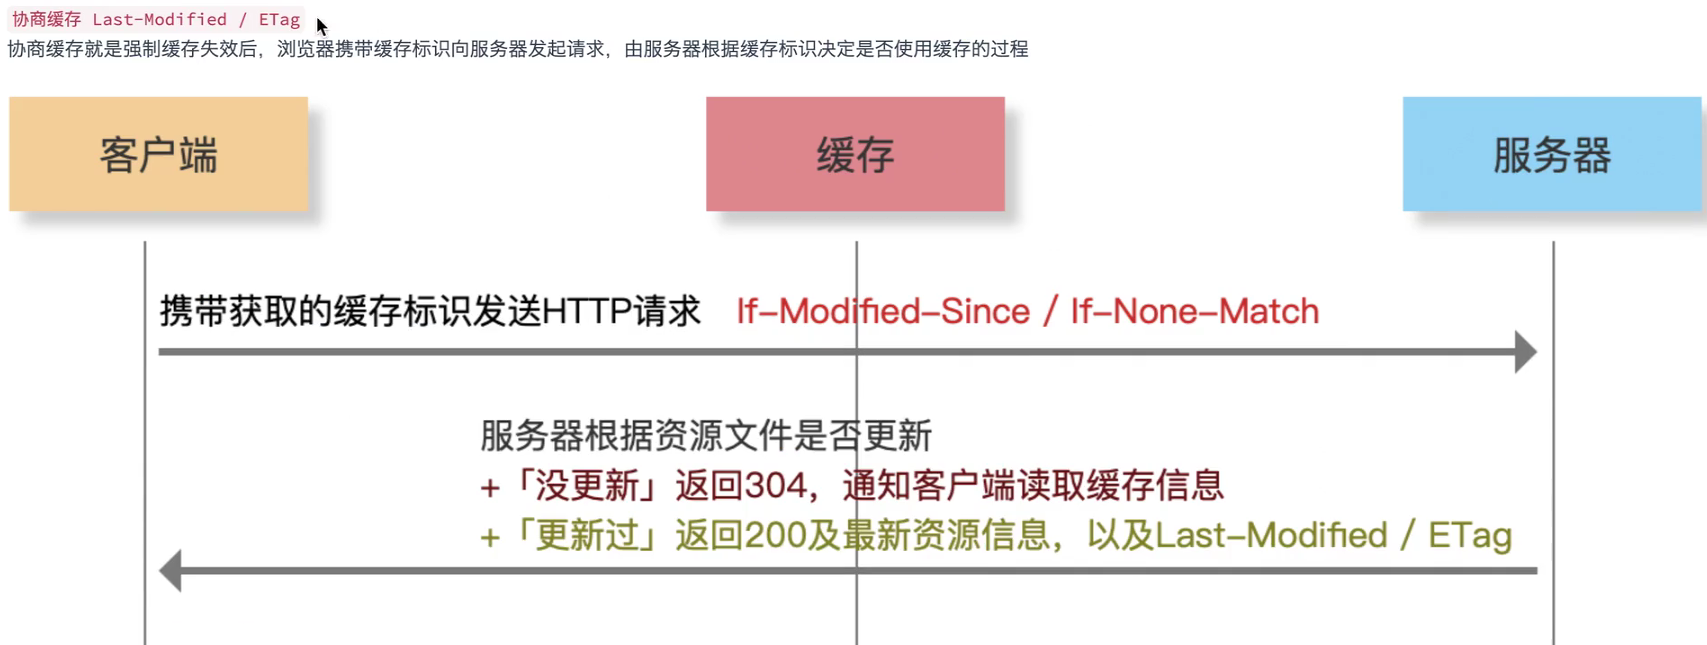 协商缓存 Last-Modified / ETag
协商缓存就是强制缓存失效后，浏览器携带缓存标识向服务器发起请求，由服务器根据缓存标识决定是否使用缓存的过程
客户端
缓存
服务器
携带获取的缓存标识发送HTTP请求 If-Modified-Since / If-None-Match
服务器根据资源文件是否更新
+「没更新」返回304，通知客户端读取缓存信息
+「更新过」返回200及最新资源信息，以及Last-Modified / ETag